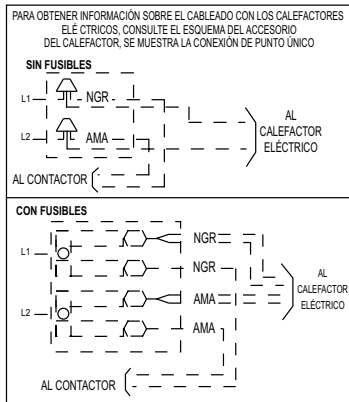 PARA OBTENER INFORMACIÓN SOBRE EL CABLEADO CON LOS CALEFACTORES
ELÉ CTRICOS, CONSULTE EL ESQUEMA DEL ACCESORIO
DEL CALEFACTOR, SE MUESTRA LA CONEXIÓN DE PUNTO ÚNICO
SIN FUSIBLES
L1
NGR
L2
AMA
AL
CALEFACTOR
ELÉCTRICO
AL CONTACTOR
CON FUSIBLES
L1
NGR
NGR
L2
AMA
AMA
AL
CALEFACTOR
ELÉCTRICO
AL CONTACTOR